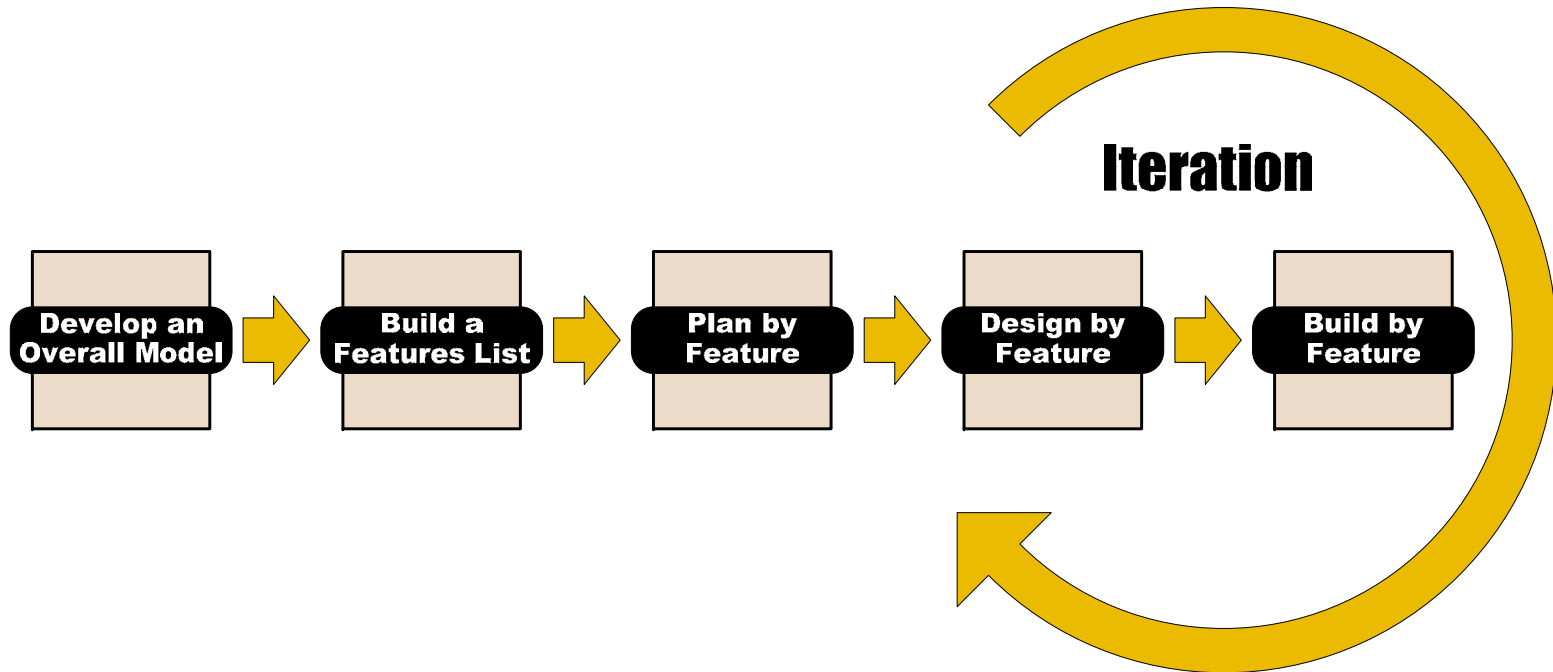 Iteration
Develop an
Overall Model
Build a
Features List
Plan by
Feature
Design by
Feature
Build by
Feature